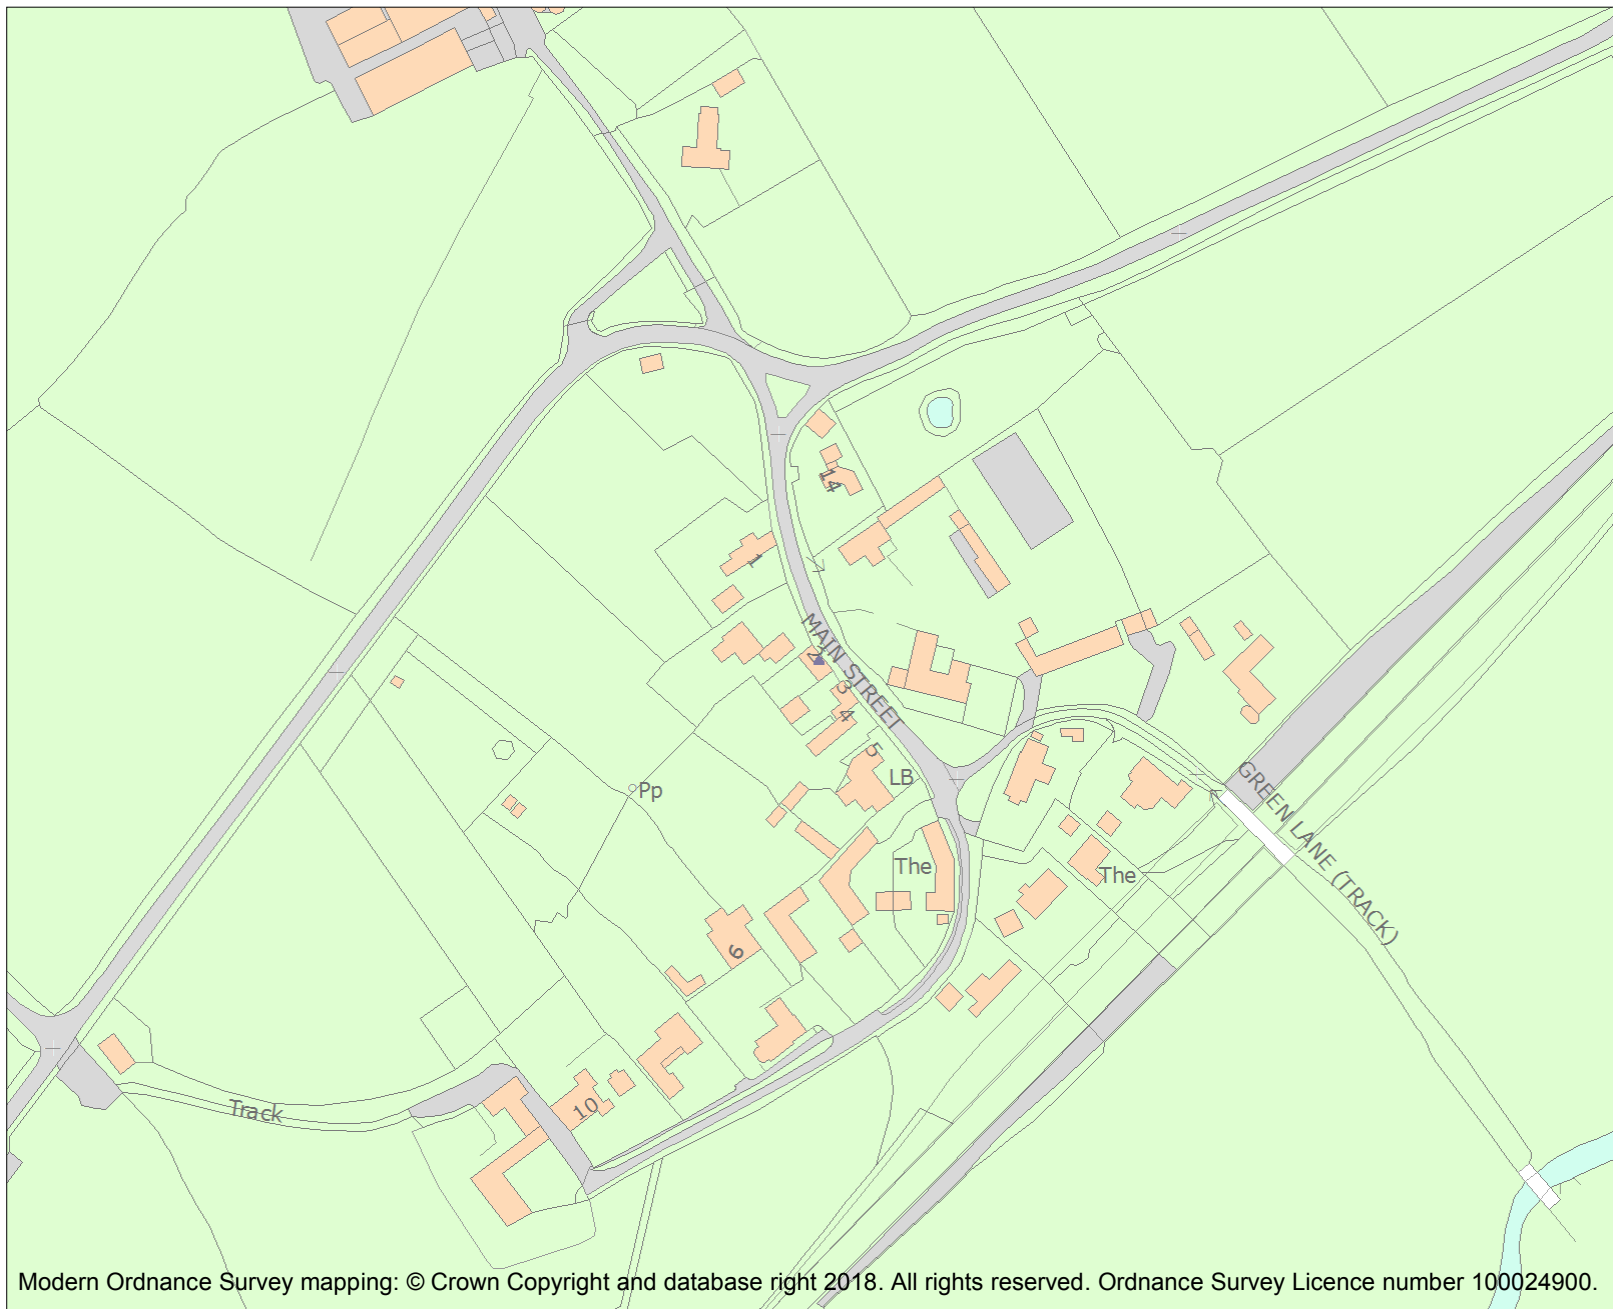 14
1
MAIN STREET
2
3
4
5
LB
Pp
GREEN LANE (TRACK)
The
The
6
10
Track
Modern Ordnance Survey mapping: © Crown Copyright and database right 2018. All rights reserved. Ordnance Survey Licence number 100024900.